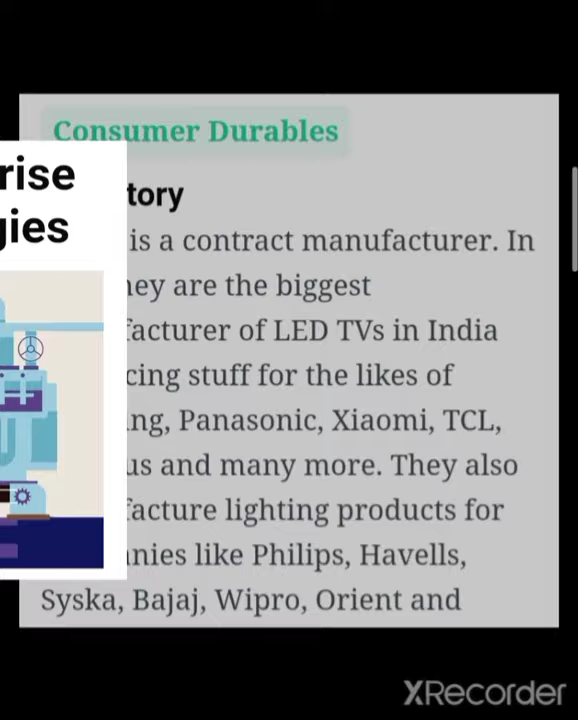 Consumer Durables
rise
gies
tory
is a contract manufacturer. In
hey are the biggest
facturer of LED TVs in India
cing stuff for the likes of
ng, Panasonic, Xiaomi, TCL,
us and many more. They also
facture lighting products for
nies like Philips, Havells,
Syska, Bajaj, Wipro, Orient and
XRecorder